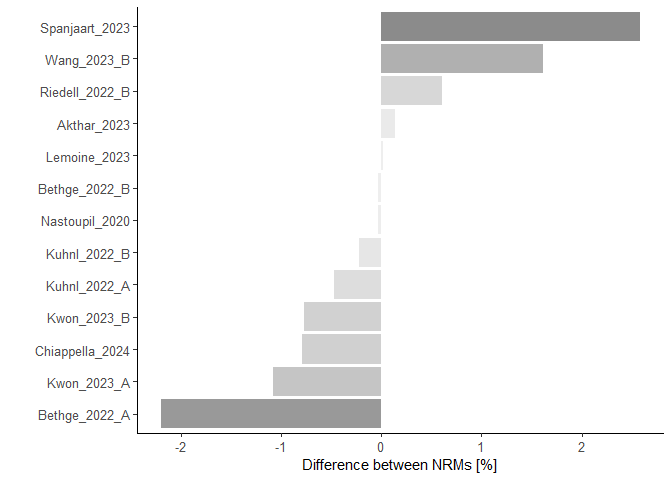 Spanjaart_2023
Wang_2023_B
Riedell_2022_B
Akthar_2023
Lemoine_2023
Bethge_2022_B
Nastoupil_2020
Kuhnl_2022_B
Kuhnl_2022_A
Kwon_2023_B
Chiappella_2024
Kwon_2023_A
Bethge_2022_A
-2 -1 0 1 2
Difference between NRMs [%]